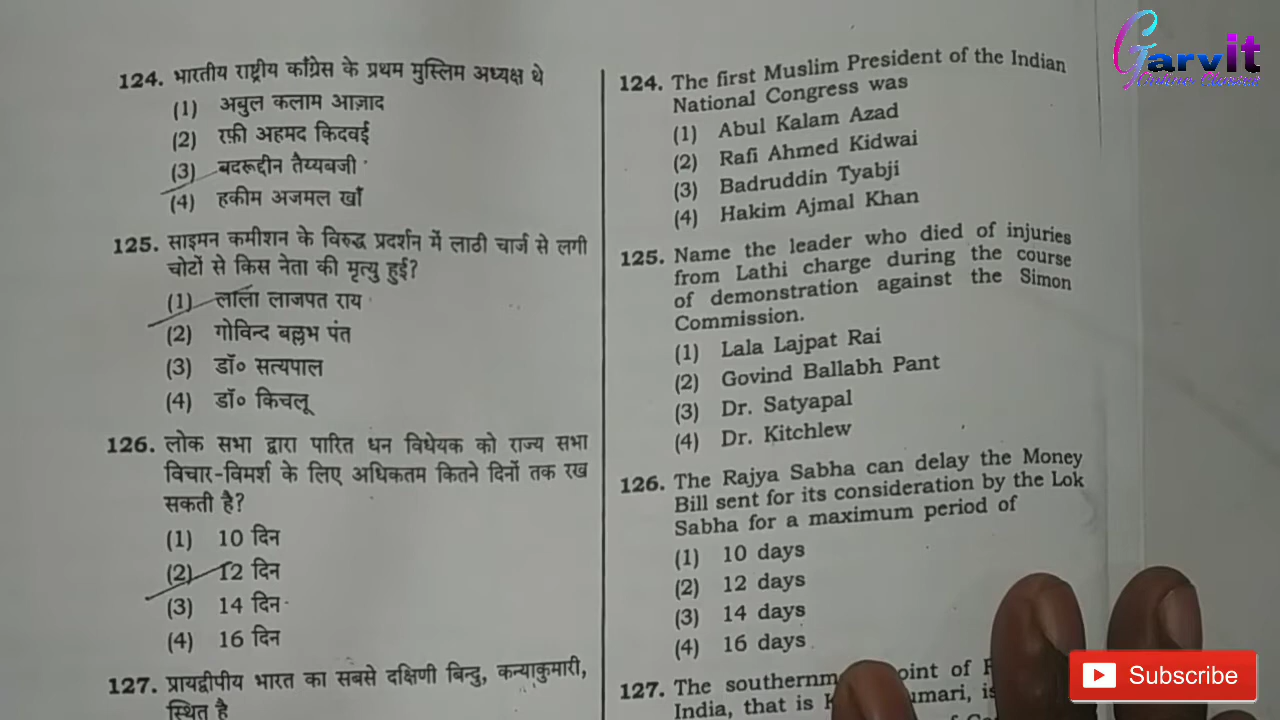 124. भारतीय राष्ट्रीय काँग्रेस के प्रथम मुस्लिम अध्यक्ष थे
(1) अबुल कलाम आज़ाद
(2) रफ़ी अहमद किदवई
(3) बदरूद्दीन तैय्यबजी
(4) हकीम अजमल खाँ
125. साइमन कमीशन के विरुद्ध प्रदर्शन में लाठी चार्ज से लगी
चोटों से किस नेता की मृत्यु हुई?
(1) लाला लाजपत राय
(2) गोविन्द बल्लभ पंत
(3) डॉ० सत्यपाल
(4) डॉ० किचलू
126. लोक सभा द्वारा पारित धन विधेयक को राज्य सभा
विचार-विमर्श के लिए अधिकतम कितने दिनों तक रख
सकती है?
(1) 10 दिन
(2) 12 दिन
(3) 14 दिन
(4) 16 दिन
127. प्रायद्वीपीय भारत का सबसे दक्षिणी बिन्दु, कन्याकुमारी,
स्थित है
124. The first Muslim President of the Indian
National Congress was
(1) Abul Kalam Azad
(2) Rafi Ahmed Kidwai
(3) Badruddin Tyabji
(4) Hakim Ajmal Khan
125. Name the leader who died of injuries
from Lathi charge during the course
of demonstration against the Simon
Commission.
(1) Lala Lajpat Rai
(2) Govind Ballabh Pant
(3) Dr. Satyapal
(4) Dr. Kitchlew
126. The Rajya Sabha can delay the Money
Bill sent for its consideration by the Lok
Sabha for a maximum period of
(1) 10 days
(2) 12 days
(3) 14 days
(4) 16 days
127. The southernm oint of
India, that is K umari, is
Garvit
Online Classes
Subscribe